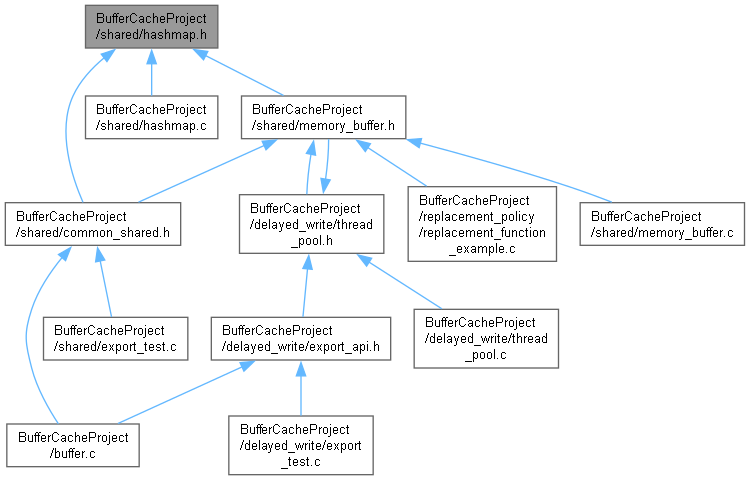 BufferCacheProject
/shared/hashmap.h
BufferCacheProject
/shared/hashmap.c
BufferCacheProject
/shared/memory_buffer.h
BufferCacheProject
/shared/common_shared.h
BufferCacheProject
/delayed_write/thread
_pool.h
BufferCacheProject
/replacement_policy
/replacement_function
_example.c
BufferCacheProject
/shared/memory_buffer.c
BufferCacheProject
/shared/export_test.c
BufferCacheProject
/delayed_write/export_api.h
BufferCacheProject
/delayed_write/thread
_pool.c
BufferCacheProject
/buffer.c
BufferCacheProject
/delayed_write/export
_test.c